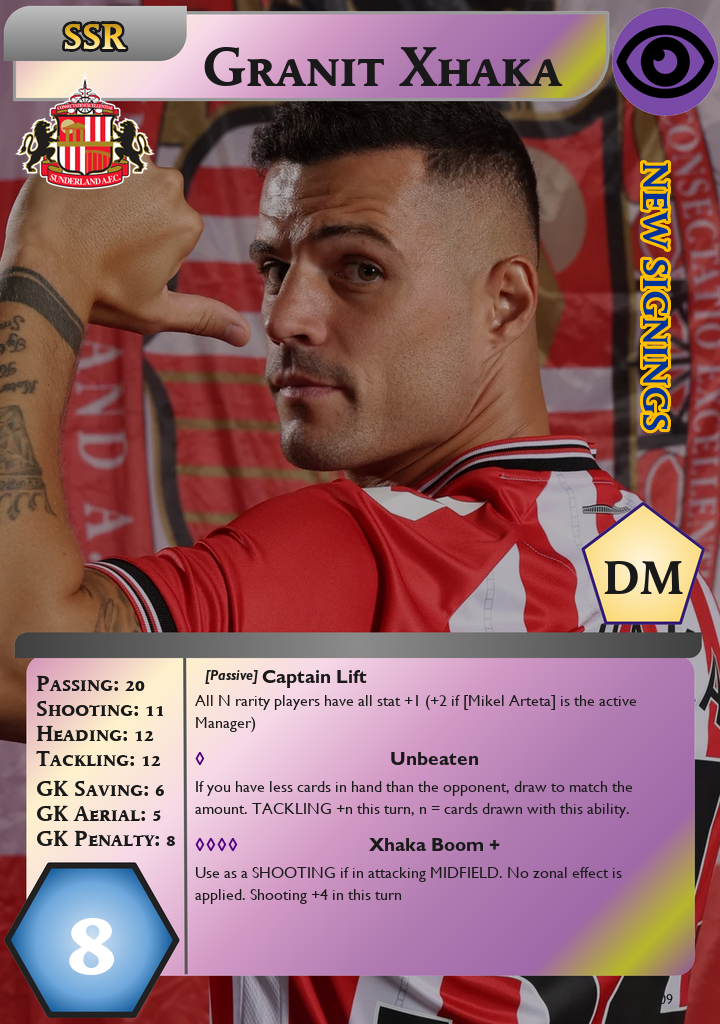 SSR
Granit Xhaka
CONSECTATIO EXCELLENTIAE
SUNDERLAND A.F.C.
NEW SIGNINGS
DM
Passing: 20
Shooting: 11
Heading: 12
Tackling: 12
GK Saving: 6
GK Aerial: 5
GK Penalty: 8
8
[Passive] Captain Lift
All N rarity players have all stat +1 (+2 if [Mikel Arteta] is the active
Manager)
◊ Unbeaten
If you have less cards in hand than the opponent, draw to match the
amount. TACKLING +n this turn, n = cards drawn with this ability.
◊◊◊◊ Xhaka Boom +
Use as a SHOOTING if in attacking MIDFIELD. No zonal effect is
applied. Shooting +4 in this turn